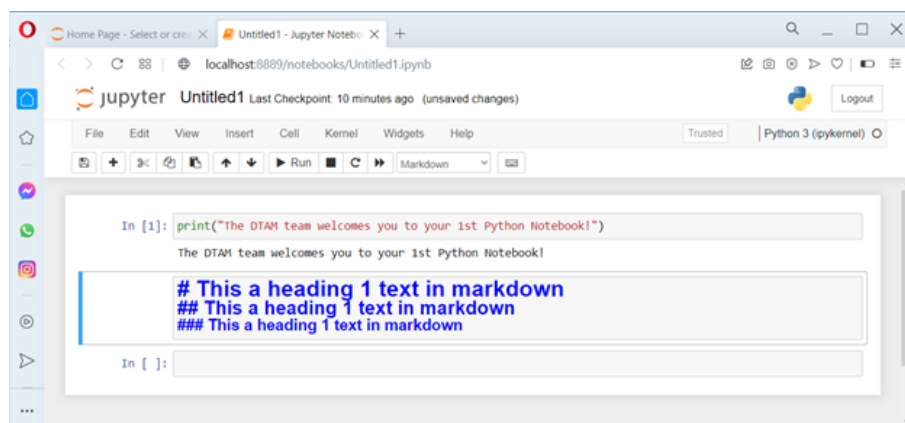 Home Page - Select or crea
Untitled1 - Jupyter Notebo
localhost:8889/notebooks/Untitled1.ipynb
jupyter Untitled1 Last Checkpoint: 10 minutes ago (unsaved changes)
Logout
File Edit View Insert Cell Kernel Widgets Help
Trusted Python 3 (ipykernel)
Run Markdown
In [1]: print("The DTAM team welcomes you to your 1st Python Notebook!")
The DTAM team welcomes you to your 1st Python Notebook!
# This a heading 1 text in markdown
## This a heading 1 text in markdown
### This a heading 1 text in markdown
In [ ]: